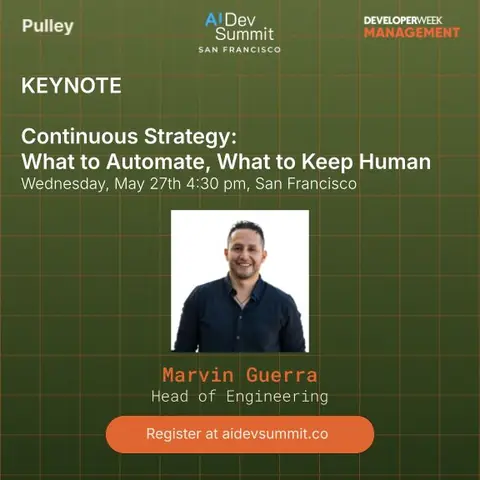 Pulley
AI Dev
Summit
SAN FRANCISCO
DEVELOPERWEEK
MANAGEMENT
KEYNOTE
Continuous Strategy:
What to Automate, What to Keep Human
Wednesday, May 27th 4:30 pm, San Francisco
Marvin Guerra
Head of Engineering
Register at aidevsummit.co